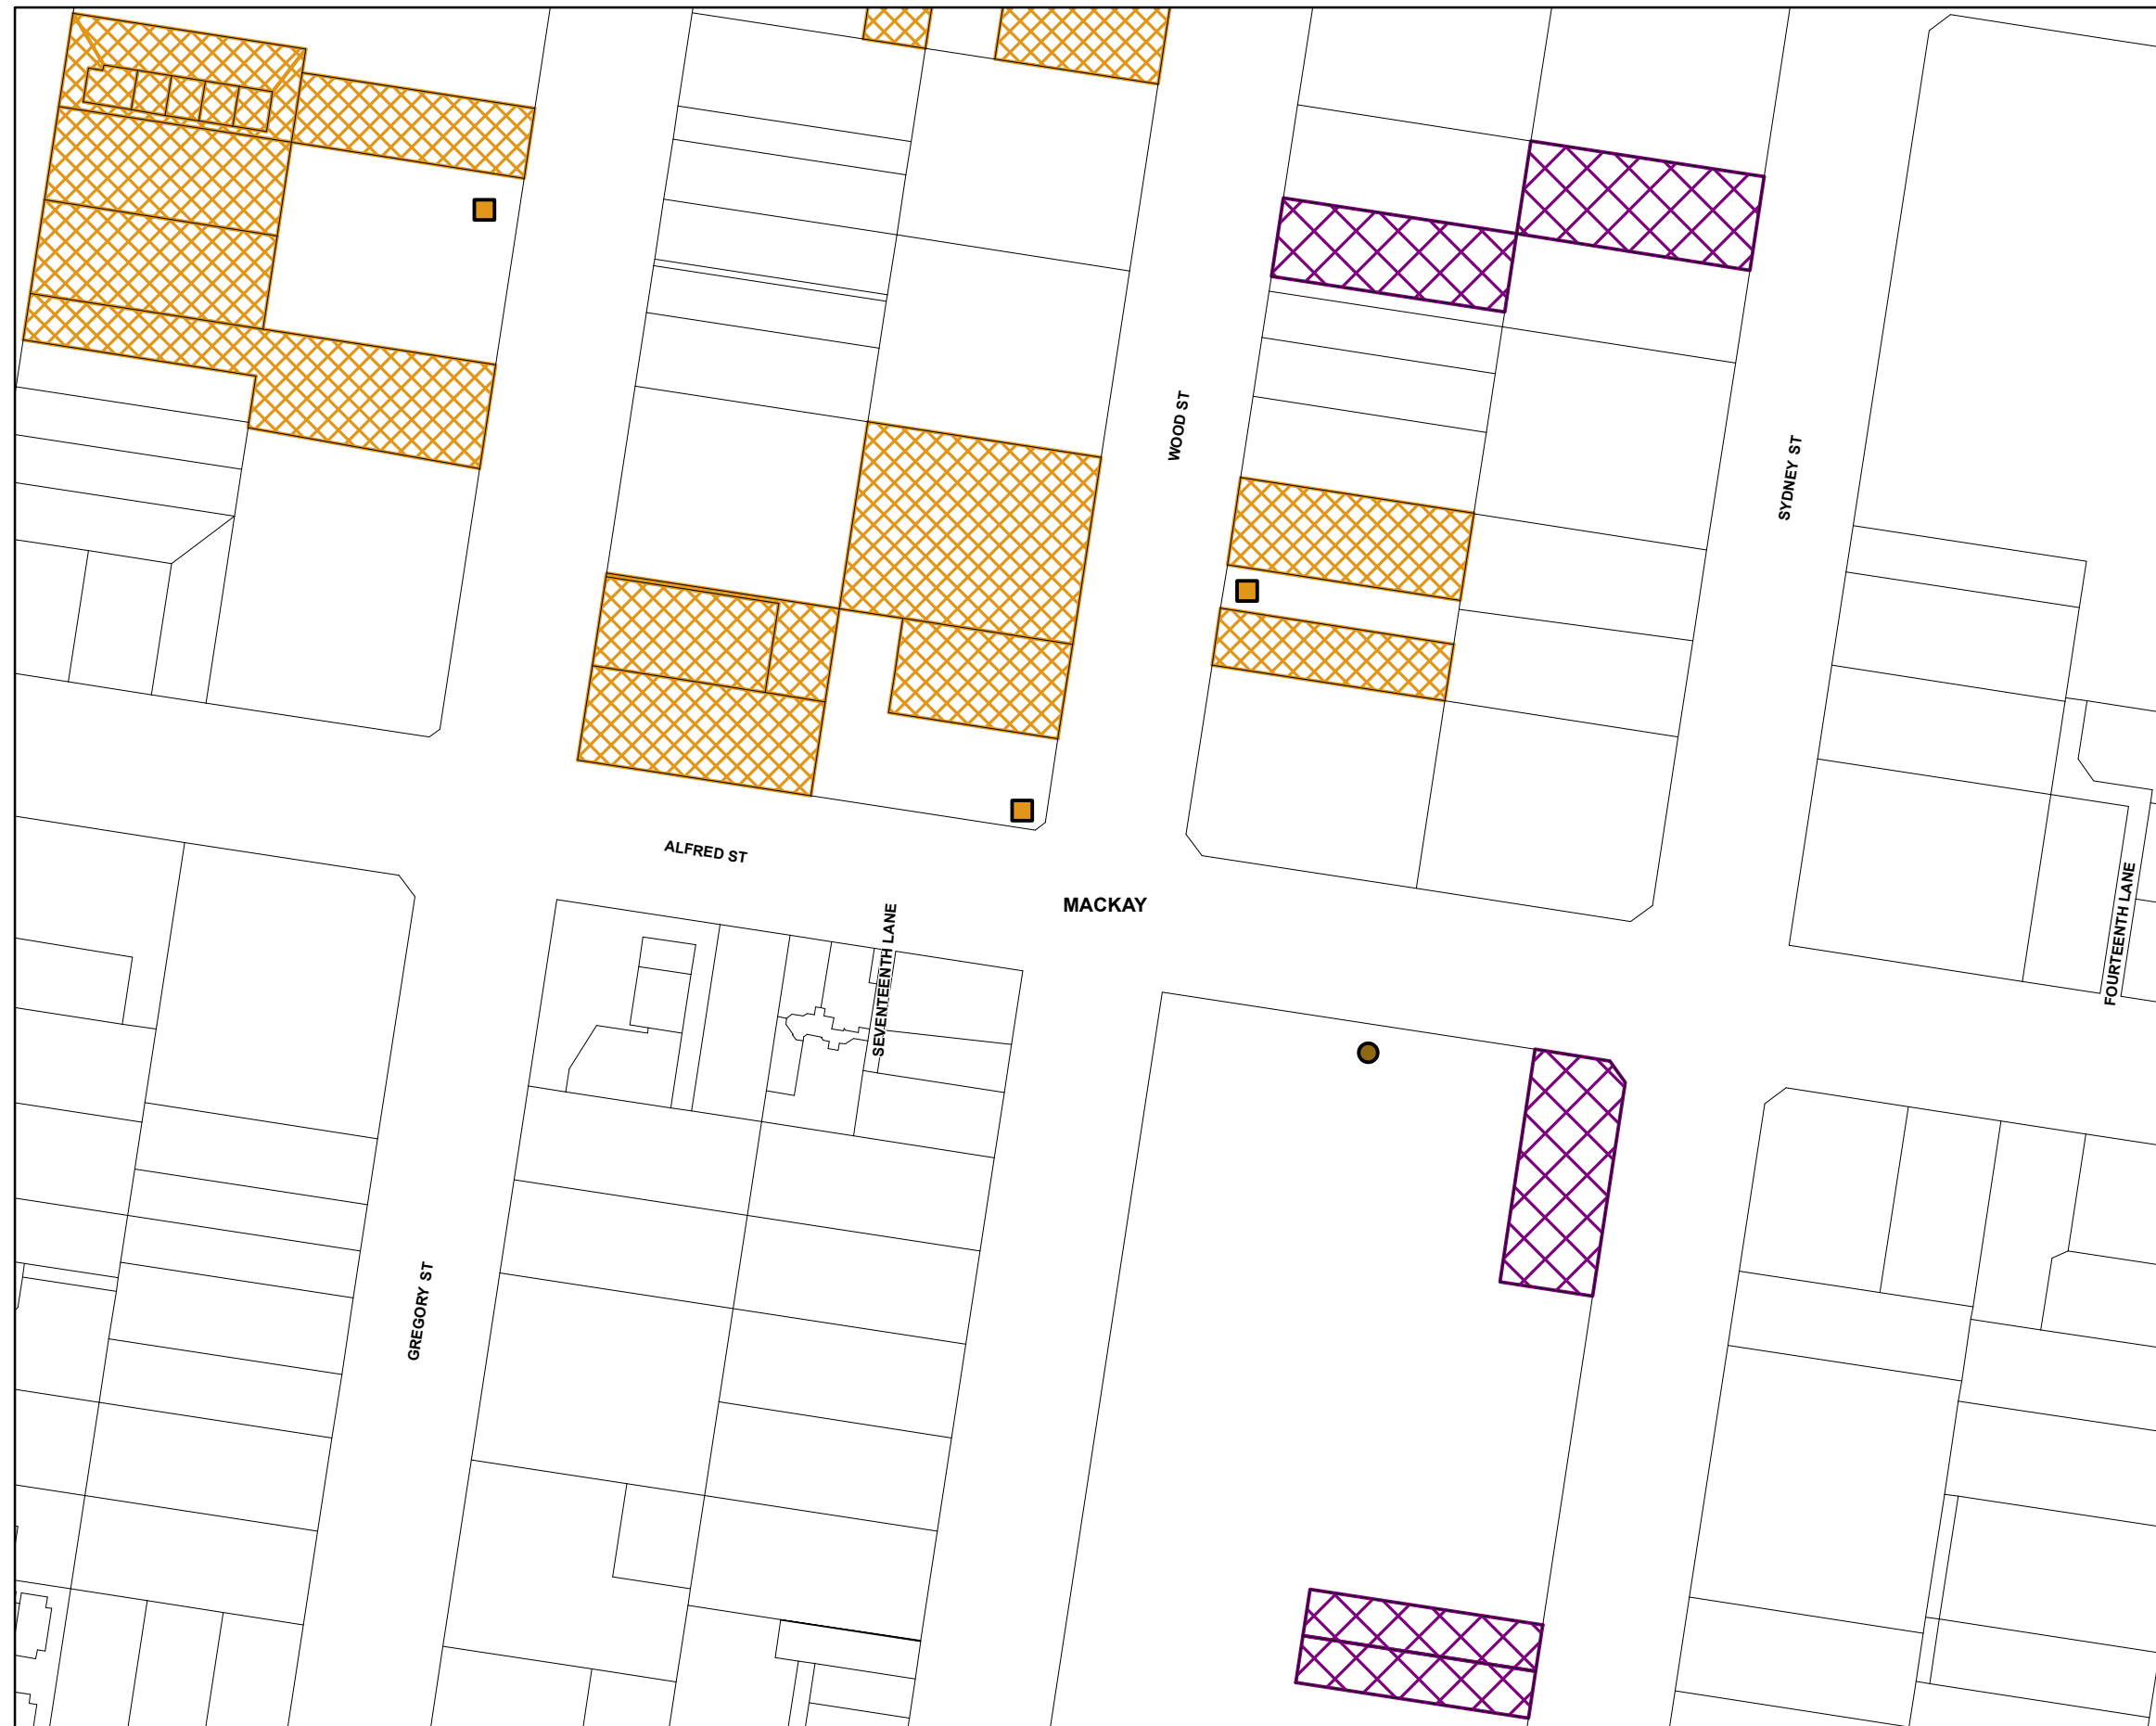 WOOD ST
SYDNEY ST
ALFRED ST
MACKAY
SEVENTEENTH LANE
FOURTEENTH LANE
GREGORY ST